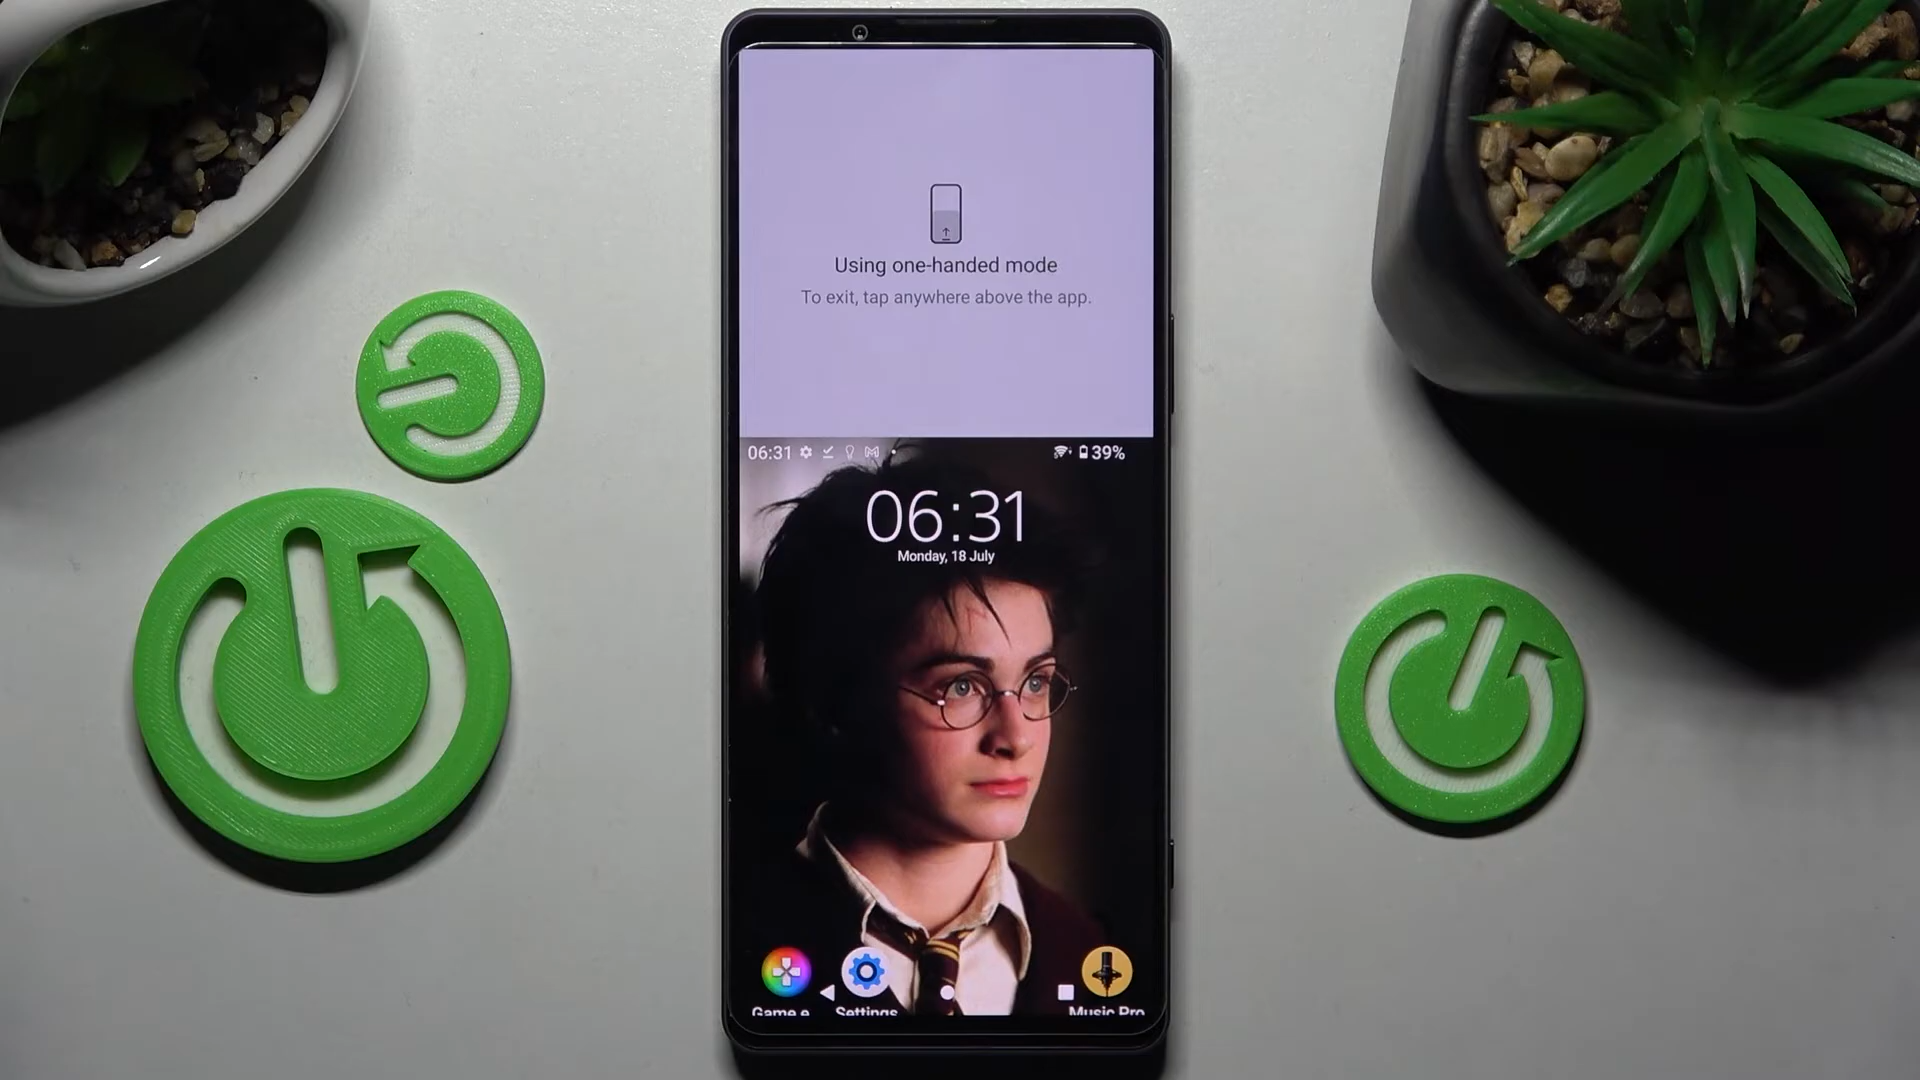 Using one-handed mode
To exit, tap anywhere above the app.
06:31 39%
06:31
Monday, 18 July
Game e Settings Music Pro